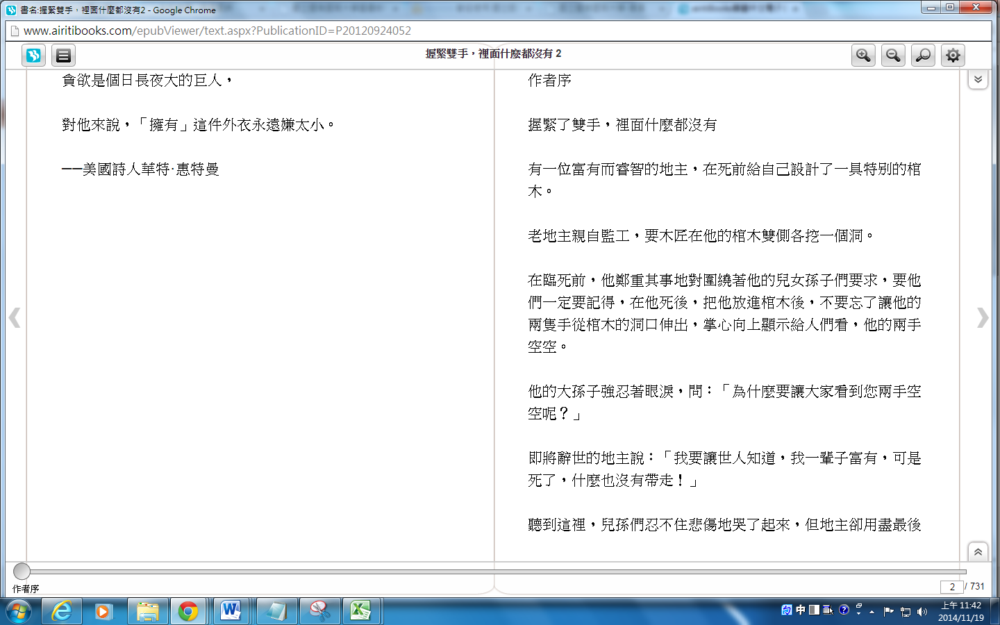 書名:握緊雙手，裡面什麼都沒有2 - Google Chrome
www.airitibooks.com/epubViewer/text.aspx?PublicationID=P20120924052
握緊雙手，裡面什麼都沒有 2
貪欲是個日長夜大的巨人，
對他來說，「擁有」這件外衣永遠嫌太小。
──美國詩人華特·惠特曼
作者序
握緊了雙手，裡面什麼都沒有
有一位富有而睿智的地主，在死前給自己設計了一具特別的棺
木。
老地主親自監工，要木匠在他的棺木雙側各挖一個洞。
在臨死前，他鄭重其事地對圍繞著他的兒女孫子們要求，要他
們一定要記得，在他死後，把他放進棺木後，不要忘了讓他的
兩隻手從棺木的洞口伸出，掌心向上顯示給人們看，他的兩手
空空。
他的大孫子強忍著眼淚，問：「為什麼要讓大家看到您兩手空
空呢？」
即將辭世的地主說：「我要讓世人知道，我一輩子富有，可是
死了，什麼也沒有帶走！」
聽到這裡，兒孫們忍不住悲傷地哭了起來，但地主卻用盡最後
作者序
2 / 731
中
上午 11:42
2014/11/19